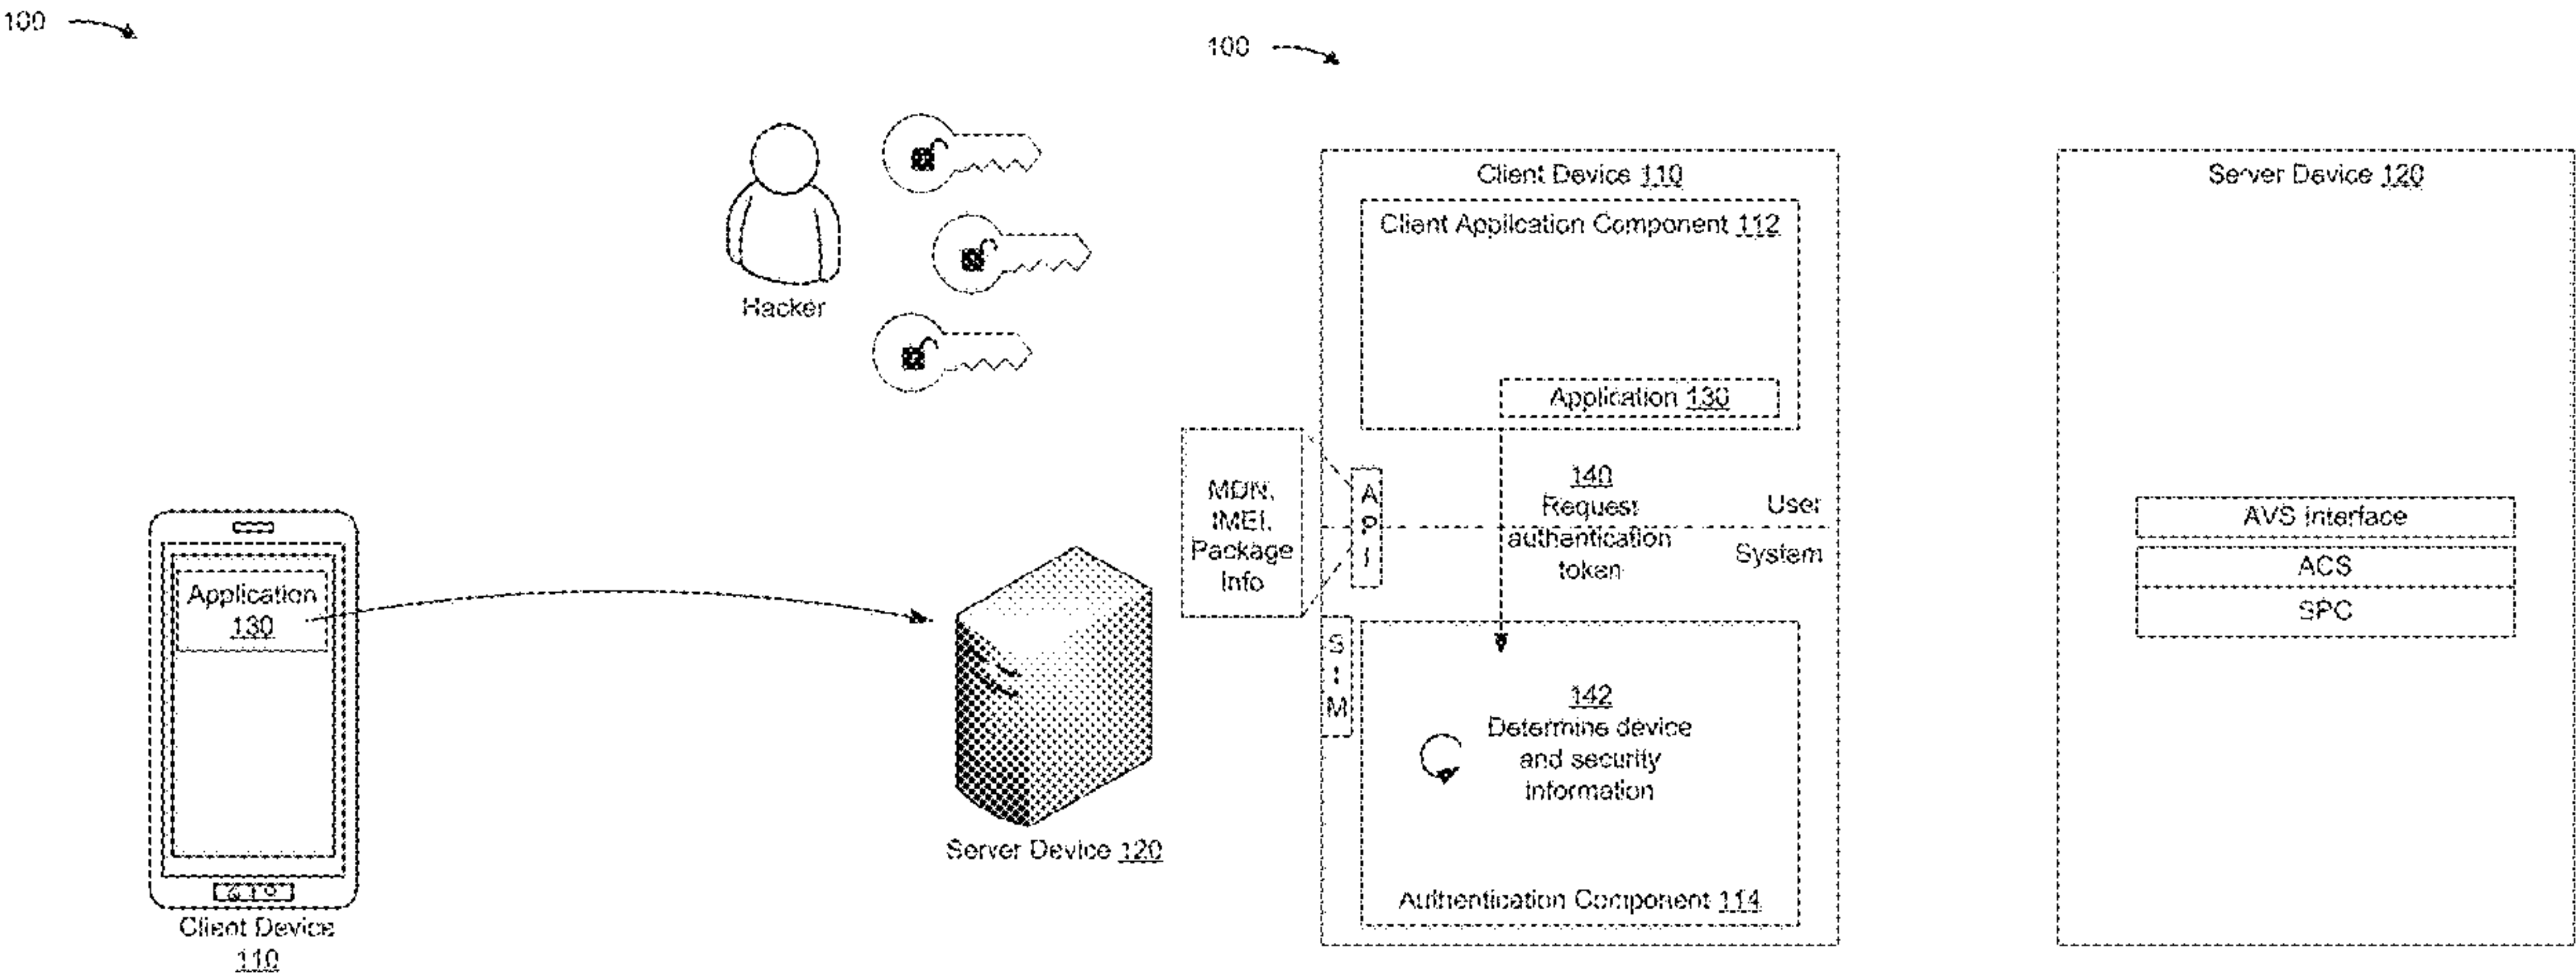 100
Hacker
Application
130
Server Device 120
Client Device
110
100
Client Device 110
Client Application Component 112
Application 130
MDN,
IMEI,
Package
Info
A
P
I
140
Request
authentication
token
User
System
S
I
M
142
Determine device
and security
information
Authentication Component 114
Server Device 120
AVS Interface
ACS
SPC